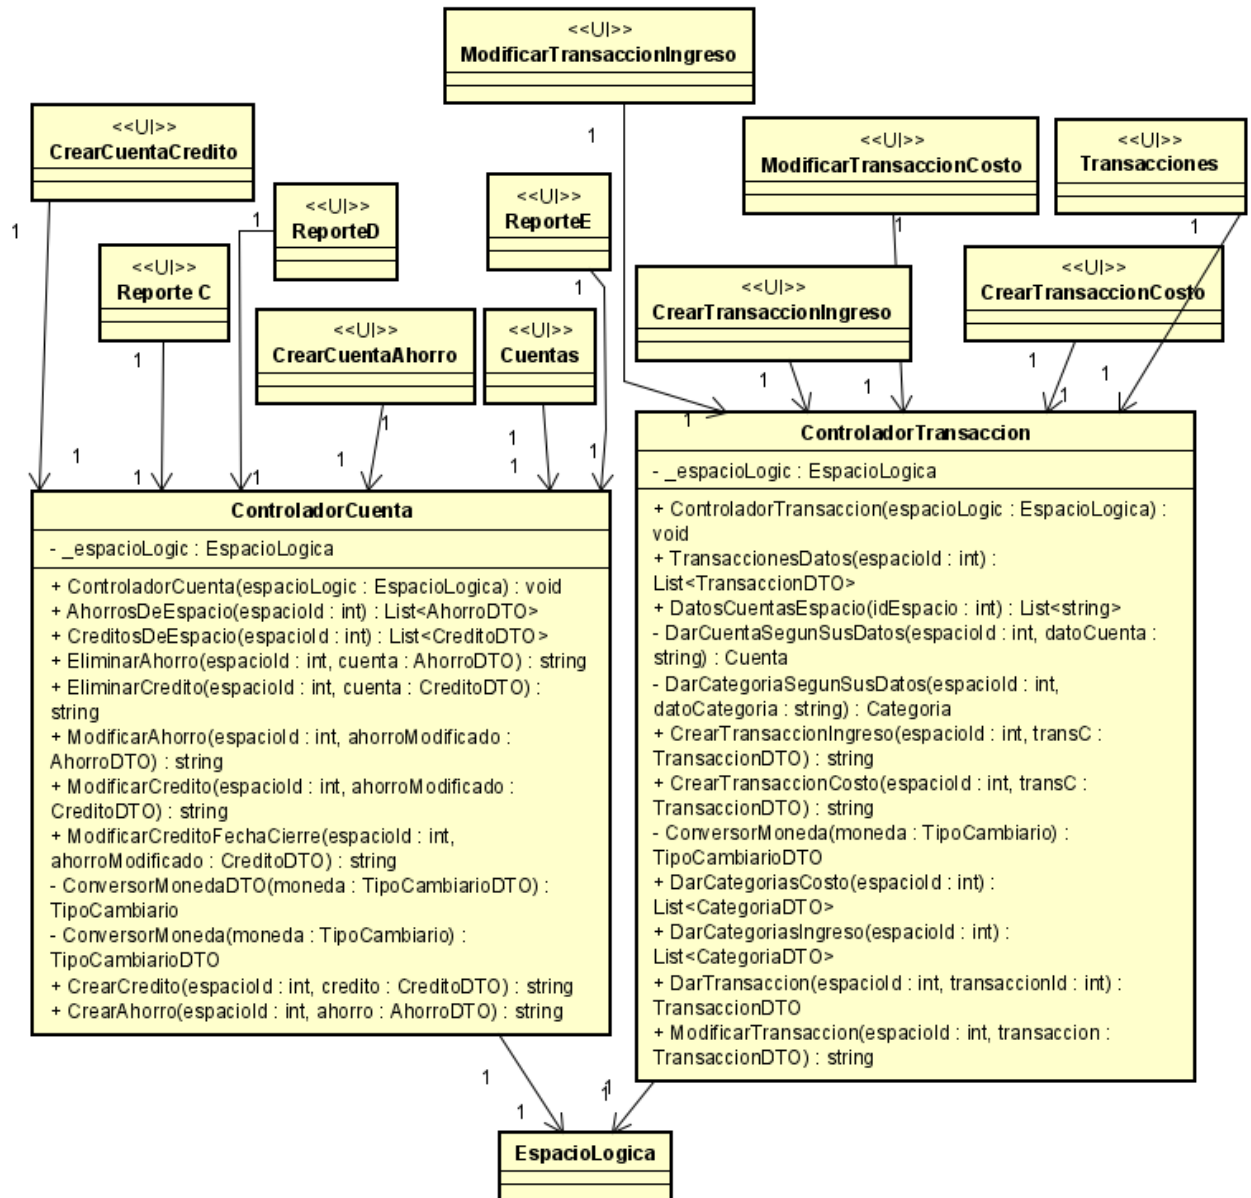 <<UI>>
ModificarTransaccionIngreso
1
<<UI>>
CrearCuentaCredito
1
<<UI>>
ModificarTransaccionCosto
1
<<UI>>
Transacciones
1
<<UI>>
ReporteD
1
<<UI>>
ReporteE
1
<<UI>>
Reporte C
1
<<UI>>
CrearTransaccionIngreso
1
<<UI>>
CrearTransaccionCosto
1
<<UI>>
CrearCuentaAhorro
1
<<UI>>
Cuentas
1
1
1
1
1
1
1
1
1
1
1
1
ControladorCuenta
- _espacioLogic : EspacioLogica
+ ControladorCuenta(espacioLogic : EspacioLogica) : void
+ AhorrosDeEspacio(espacioId : int) : List<AhorroDTO>
+ CreditosDeEspacio(espacioId : int) : List<CreditoDTO>
+ EliminarAhorro(espacioId : int, cuenta : AhorroDTO) : string
+ EliminarCredito(espacioId : int, cuenta : CreditoDTO) :
string
+ ModificarAhorro(espacioId : int, ahorroModificado :
AhorroDTO) : string
+ ModificarCredito(espacioId : int, ahorroModificado :
CreditoDTO) : string
+ ModificarCreditoFechaCierre(espacioId : int,
ahorroModificado : CreditoDTO) : string
- ConversorMonedaDTO(moneda : TipoCambiarioDTO) :
TipoCambiario
- ConversorMoneda(moneda : TipoCambiario) :
TipoCambiarioDTO
+ CrearCredito(espacioId : int, credito : CreditoDTO) : string
+ CrearAhorro(espacioId : int, ahorro : AhorroDTO) : string
ControladorTransaccion
- _espacioLogic : EspacioLogica
+ ControladorTransaccion(espacioLogic : EspacioLogica) :
void
+ TransaccionesDatos(espacioId : int) :
List<TransaccionDTO>
+ DatosCuentasEspacio(idEspacio : int) : List<string>
- DarCuentaSegunSusDatos(espacioId : int, datoCuenta :
string) : Cuenta
- DarCategoriaSegunSusDatos(espacioId : int,
datoCategoria : string) : Categoria
+ CrearTransaccionIngreso(espacioId : int, transC :
TransaccionDTO) : string
+ CrearTransaccionCosto(espacioId : int, transC :
TransaccionDTO) : string
- ConversorMoneda(moneda : TipoCambiario) :
TipoCambiarioDTO
+ DarCategoriasCosto(espacioId : int) :
List<CategoriaDTO>
+ DarCategoriasIngreso(espacioId : int) :
List<CategoriaDTO>
+ DarTransaccion(espacioId : int, transaccionId : int) :
TransaccionDTO
+ ModificarTransaccion(espacioId : int, transaccion :
TransaccionDTO) : string
1
1
1
1
EspacioLogica